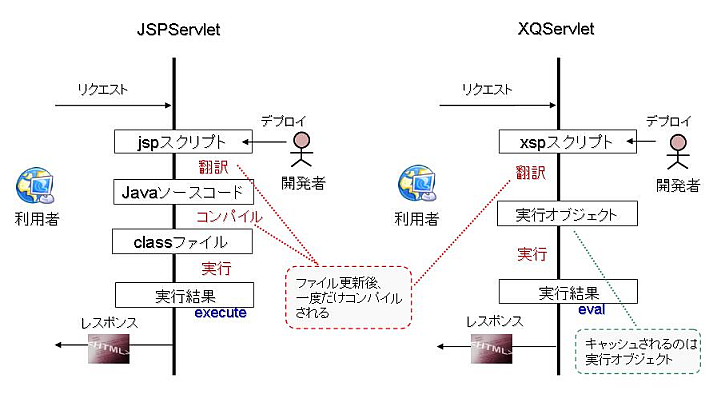 JSPServlet
リクエスト
デプロイ
jspスクリプト
翻訳
開発者
利用者
Javaソースコード
コンパイル
classファイル
実行
実行結果
execute
レスポンス
<HTML>
ファイル更新後、
一度だけコンパイル
される
XQServlet
リクエスト
デプロイ
xspスクリプト
翻訳
開発者
利用者
実行オブジェクト
実行
実行結果
eval
レスポンス
<HTML>
キャッシュされるのは
実行オブジェクト